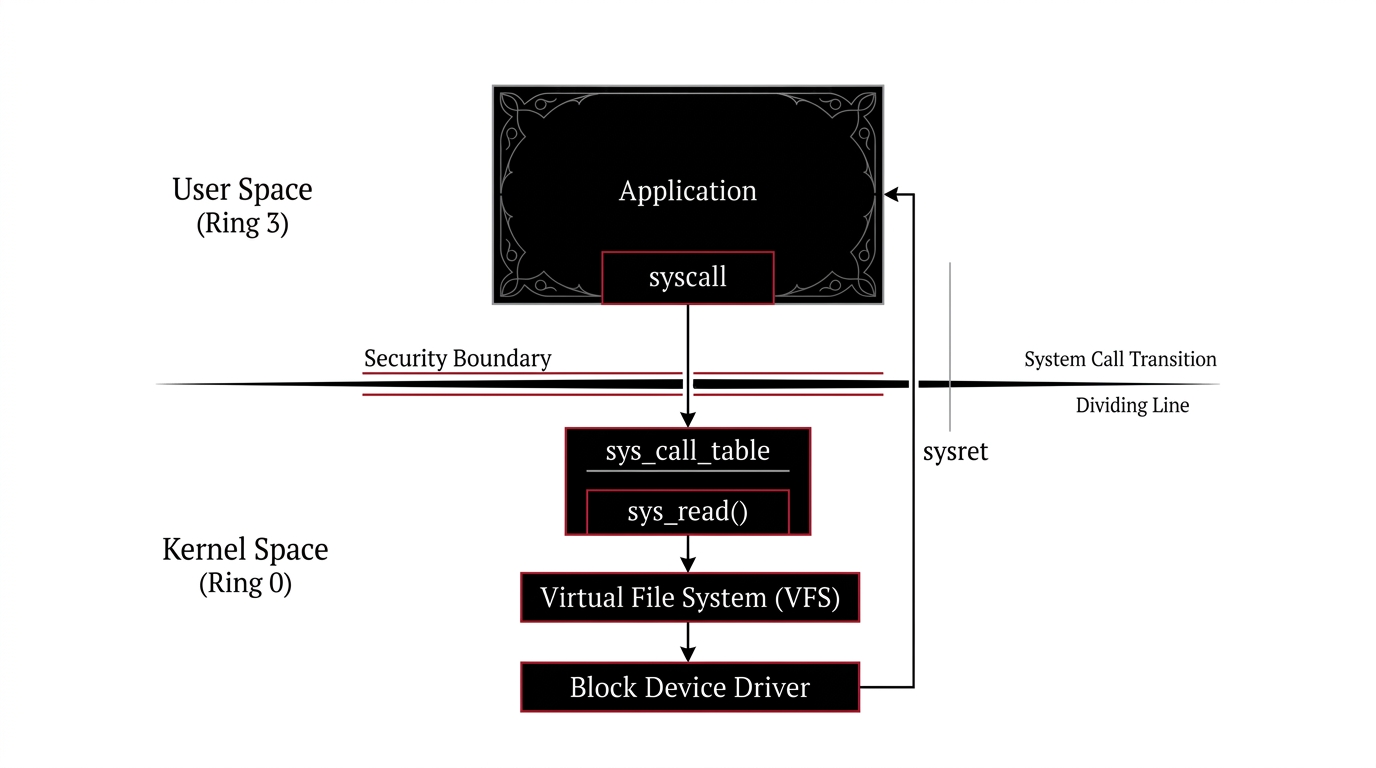 User Space
(Ring 3)
Application
syscall
Security Boundary
System Call Transition
Dividing Line
sys_call_table
sysret
sys_read()
Kernel Space
(Ring 0)
Virtual File System (VFS)
Block Device Driver